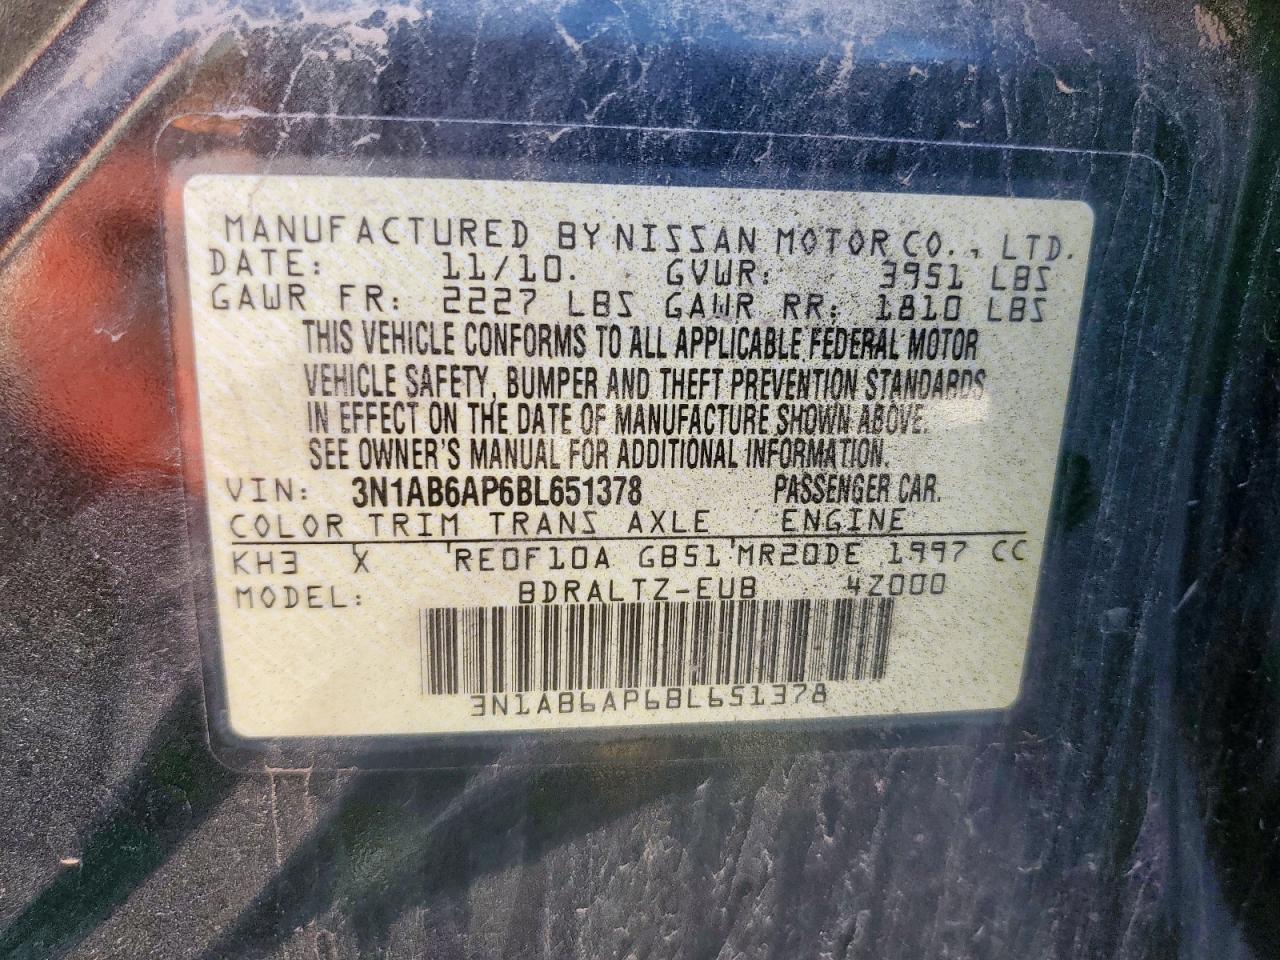 MANUFACTURED BY NISSAN MOTOR CO., LTD.
DATE: 11/10. GVWR: 3951 LBS
GAWR FR: 2227 LBS GAWR RR: 1810 LBS
THIS VEHICLE CONFORMS TO ALL APPLICABLE FEDERAL MOTOR
VEHICLE SAFETY, BUMPER AND THEFT PREVENTION STANDARDS
IN EFFECT ON THE DATE OF MANUFACTURE SHOWN ABOVE.
SEE OWNER'S MANUAL FOR ADDITIONAL INFORMATION.
VIN: 3N1AB6AP6BL651378 PASSENGER CAR.
COLOR TRIM TRANS AXLE ENGINE
KH3 X 'RE0F10A GB51'MR20DE 1997 CC
MODEL: BDRALTZ-EUB 4Z000
3N1AB6AP6BL651378